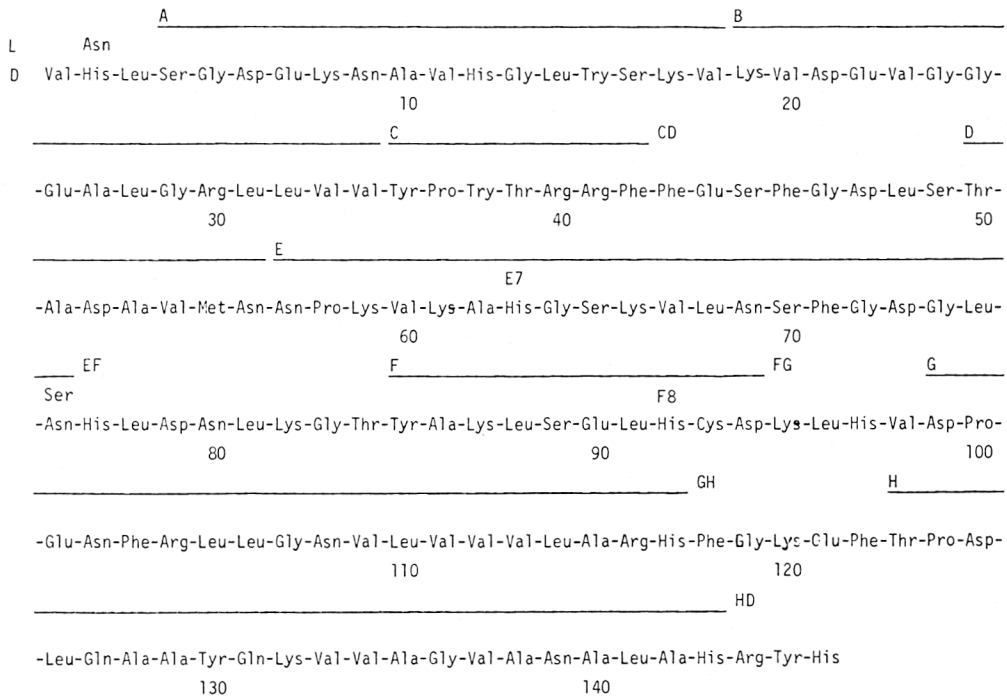 A B
L Asn
D Val-His-Leu-Ser-Gly-Asp-Glu-Lys-Asn-Ala-Val-His-Gly-Leu-Try-Ser-Lys-Val-Lys-Val-Asp-Glu-Val-Gly-Gly-
10 20
C CD D
-Glu-Ala-Leu-Gly-Arg-Leu-Leu-Val-Val-Tyr-Pro-Try-Thr-Arg-Arg-Phe-Phe-Glu-Ser-Phe-Gly-Asp-Leu-Ser-Thr-
30 40 50
E
E7
-Ala-Asp-Ala-Val-Met-Asn-Asn-Pro-Lys-Val-Lys-Ala-His-Gly-Ser-Lys-Val-Leu-Asn-Ser-Phe-Gly-Asp-Gly-Leu-
60 70
EF F FG G
Ser F8
-Asn-His-Leu-Asp-Asn-Leu-Lys-Gly-Thr-Tyr-Ala-Lys-Leu-Ser-Glu-Leu-His-Cys-Asp-Lys-Leu-His-Val-Asp-Pro-
80 90 100
GH H
-Glu-Asn-Phe-Arg-Leu-Leu-Gly-Asn-Val-Leu-Val-Val-Val-Leu-Ala-Arg-His-Phe-Gly-Lys-Glu-Phe-Thr-Pro-Asp-
110 120
HD
-Leu-Gln-Ala-Ala-Tyr-Gln-Lys-Val-Val-Ala-Gly-Val-Ala-Asn-Ala-Leu-Ala-His-Arg-Tyr-His
130 140